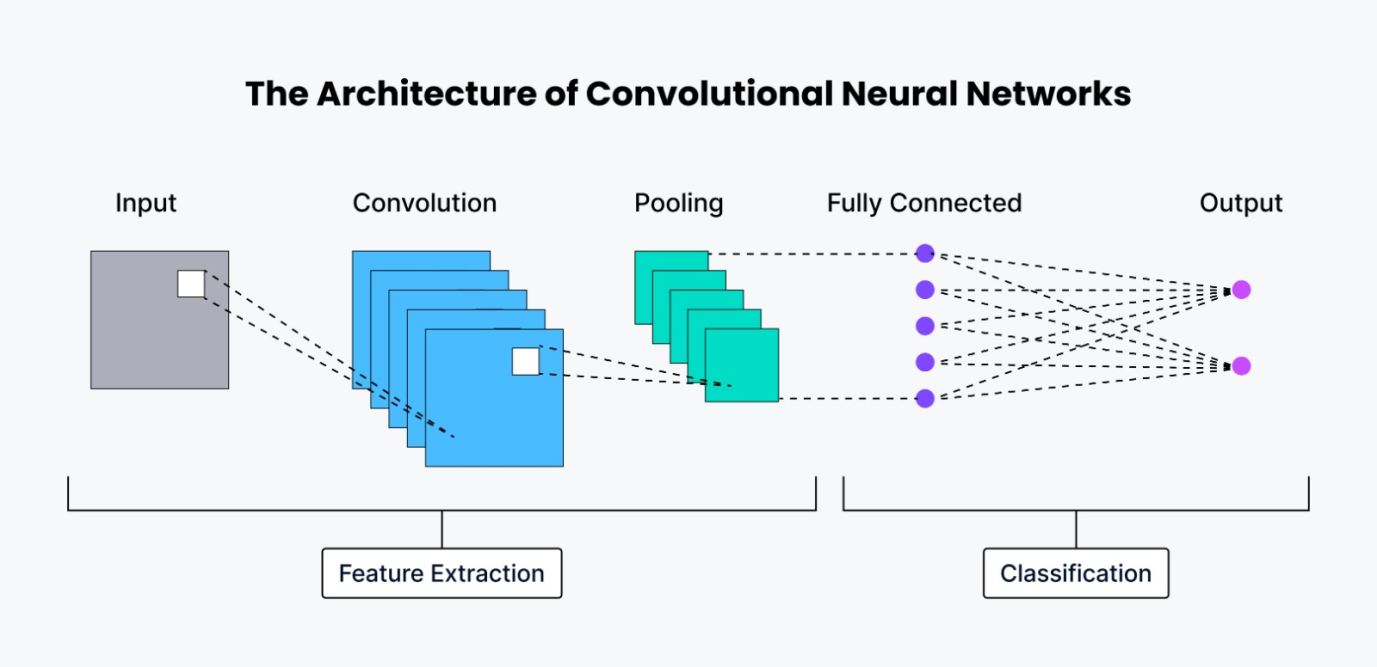 The Architecture of Convolutional Neural Networks
Input
Convolution
Pooling
Fully Connected
Output
Feature Extraction
Classification